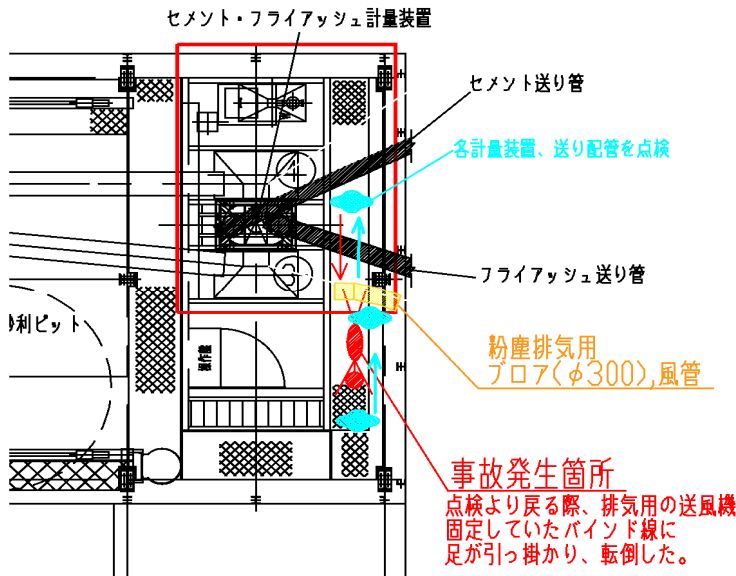 セメント・フライアッシュ計量装置
セメント送り管
各計量装置、送り配管を点検
フライアッシュ送り管
砂利ピット
操作盤
粉塵排気用
ブロア(φ300),風管
事故発生箇所
点検より戻る際、排気用の送風機
固定していたバインド線に
足が引っ掛かり、転倒した。